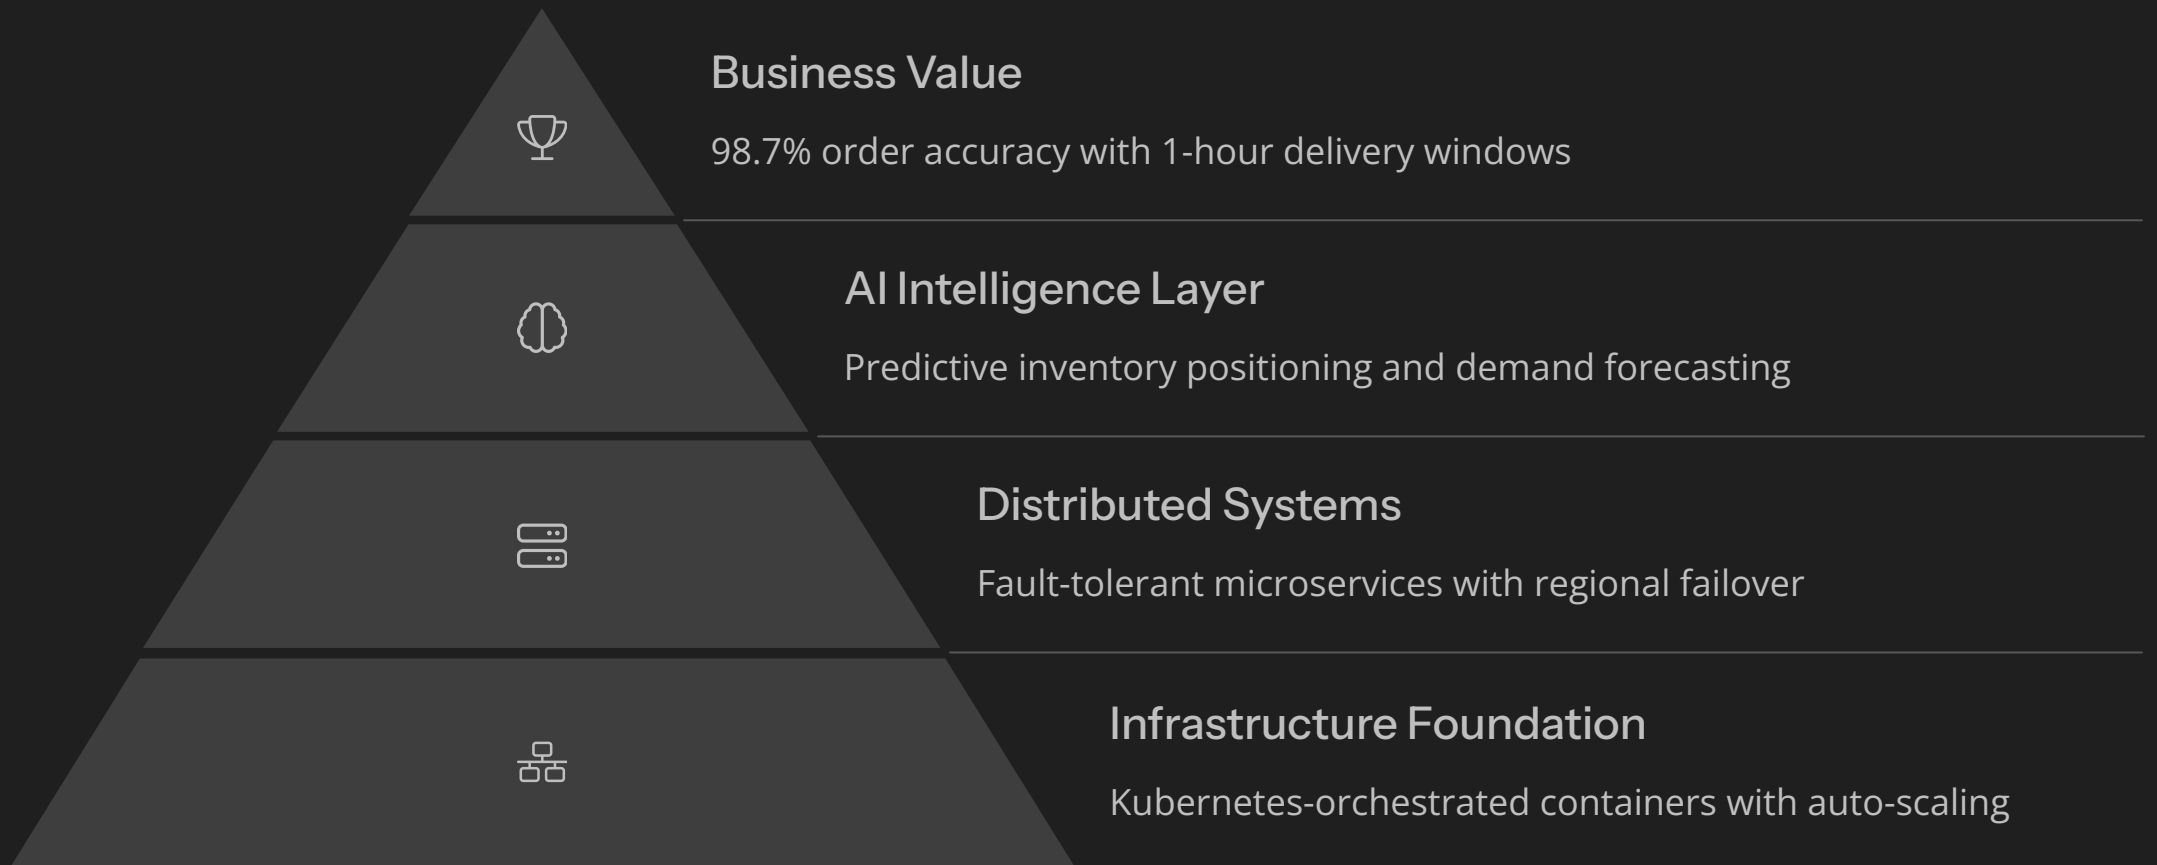 Business Value
98.7% order accuracy with 1-hour delivery windows
AI Intelligence Layer
Predictive inventory positioning and demand forecasting
Distributed Systems
Fault-tolerant microservices with regional failover
Infrastructure Foundation
Kubernetes-orchestrated containers with auto-scaling